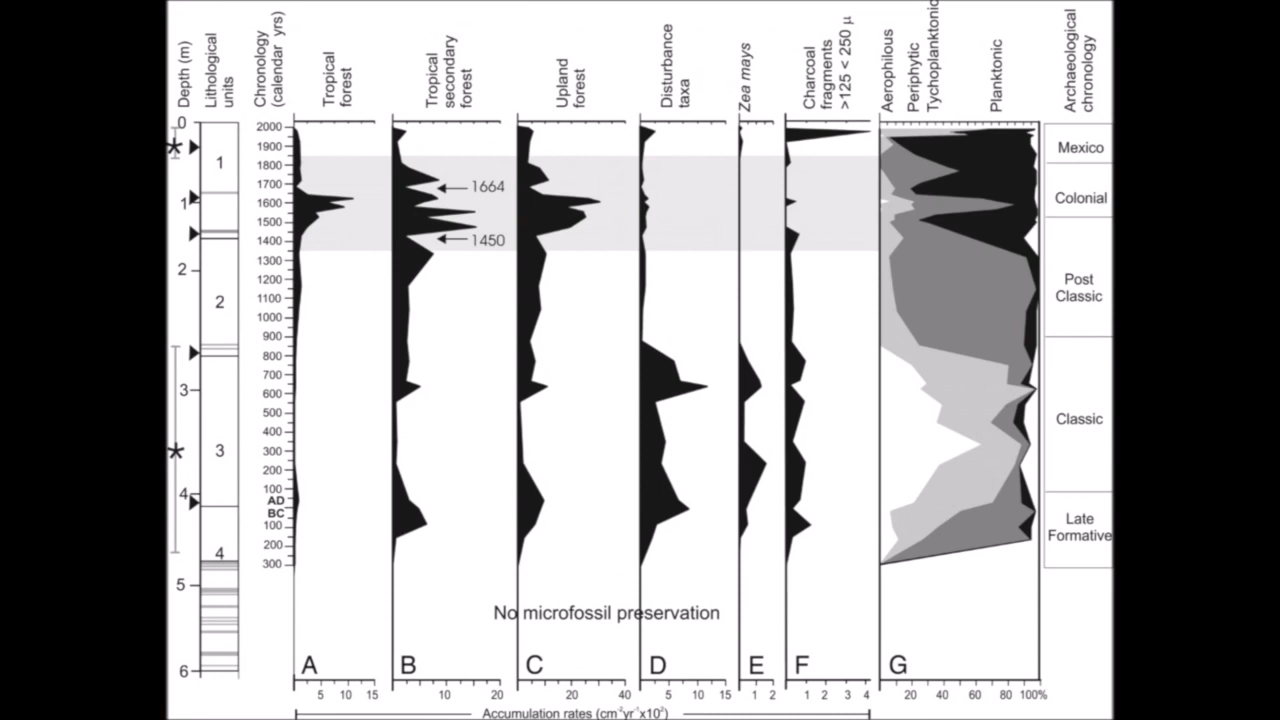 Depth (m)
Lithological
units
Chronology
(calendar yrs)
Tropical
forest
Tropical
secondary
forest
Upland
forest
Disturbance
taxa
Zea mays
Charcoal
fragments
>125 < 250 μ
Aerophilous
Periphytic
Tychoplanktonic
Planktonic
Archaeological
chronology
0
1
2
3
4
5
6
*
*
1
2
3
4
2000
1900
1800
1700
1600
1500
1400
1300
1200
1100
1000
900
800
700
600
500
400
300
200
100
AD
BC
100
200
300
1664
1450
Mexico
Colonial
Post
Classic
Classic
Late
Formative
No microfossil preservation
A
B
C
D
E
F
G
5 10 15
10 20
20 40
5 10 15
1 2
1 2 3 4
20 40 60 80 100%
Accumulation rates (cm⁻²yr⁻¹x10²)